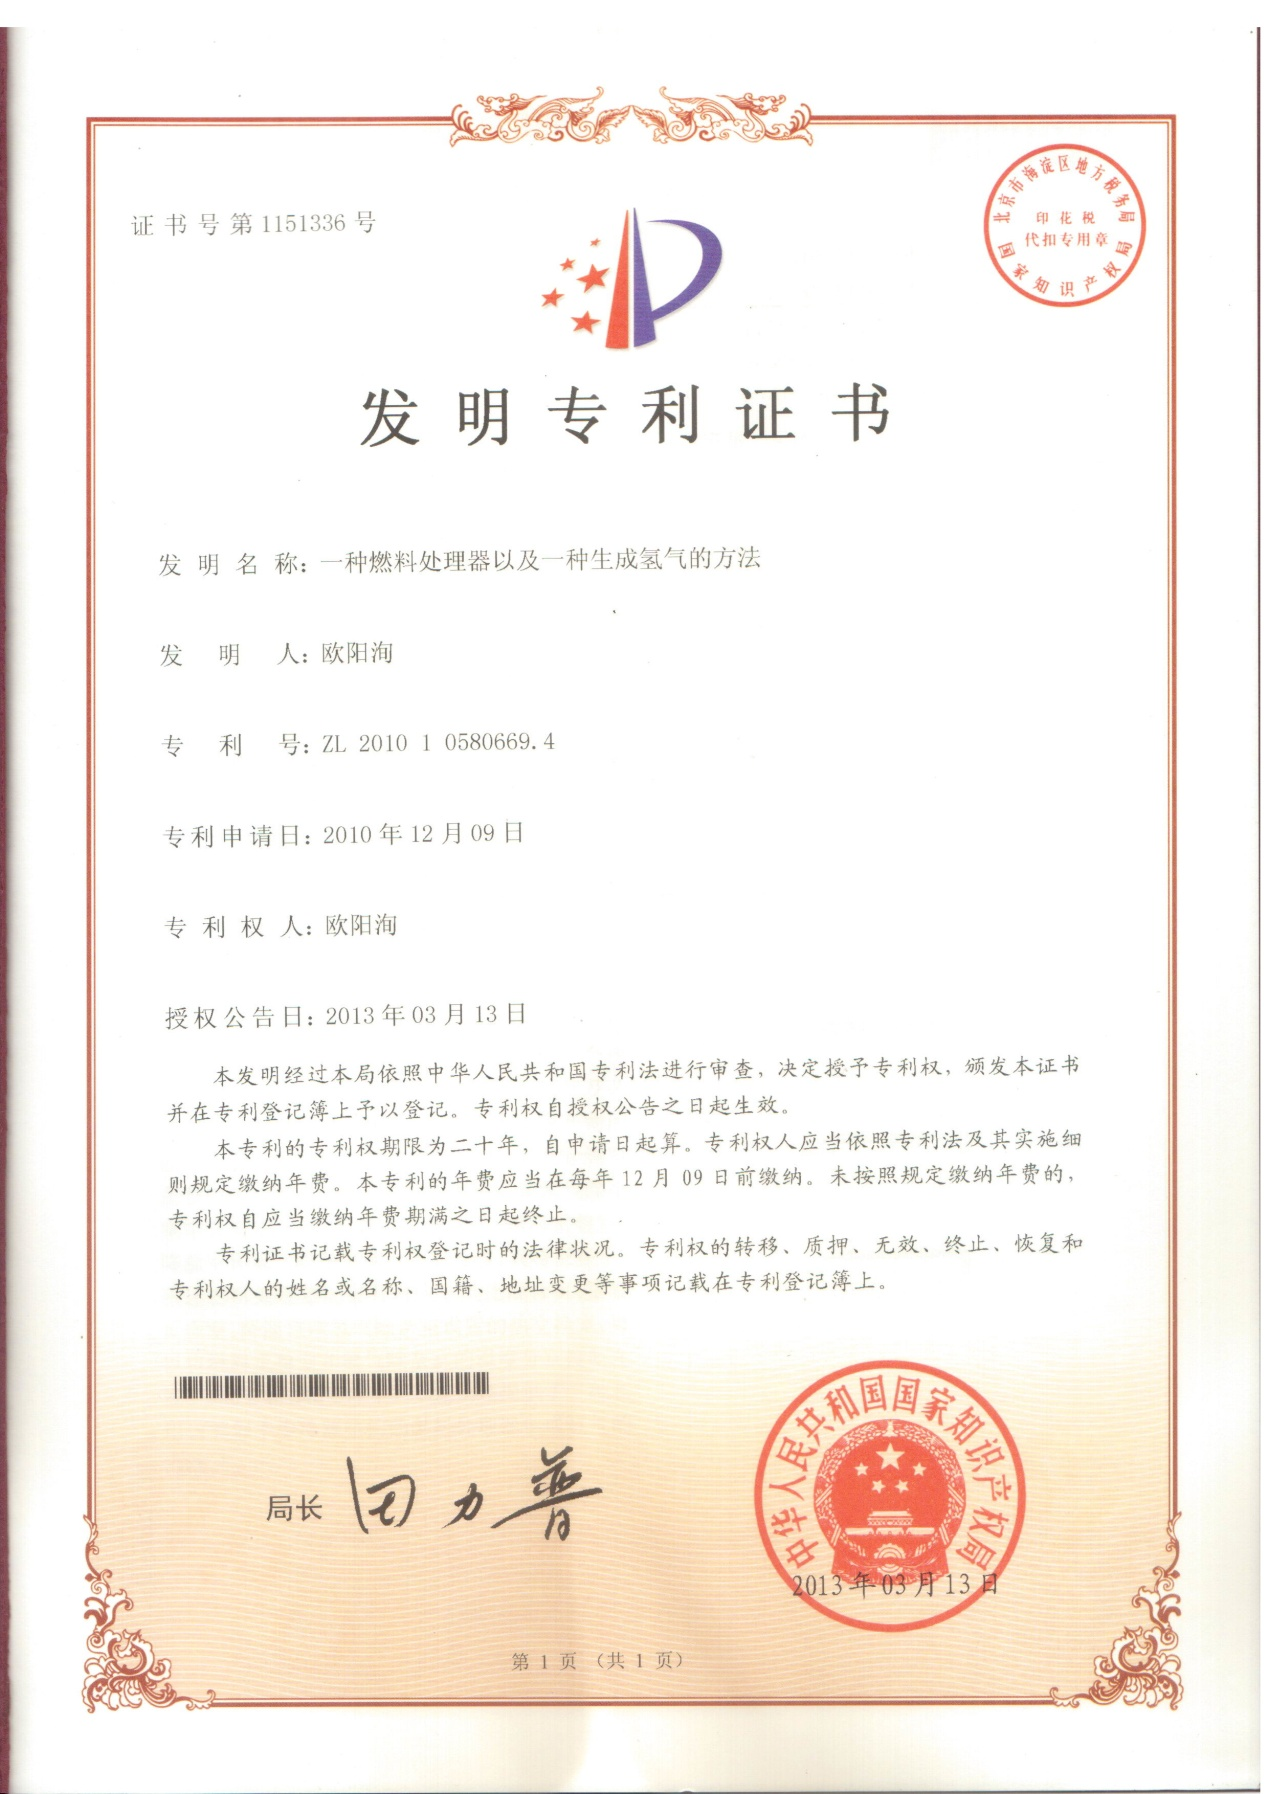 证书号第1151336号
北京市海淀区地方税务局
印花税
代扣专用章
国家知识产权局
发明专利证书
发明名称：一种燃料处理器以及一种生成氢气的方法
发明人：欧阳洵
专利号：ZL 2010 1 0580669.4
专利申请日：2010年12月09日
专利权人：欧阳洵
授权公告日：2013年03月13日
本发明经过本局依照中华人民共和国专利法进行审查，决定授予专利权，颁发本证书
并在专利登记簿上予以登记。专利权自授权公告之日起生效。
本专利的专利权期限为二十年，自申请日起算。专利权人应当依照专利法及其实施细
则规定缴纳年费。本专利的年费应当在每年12月09日前缴纳。未按照规定缴纳年费的，
专利权自应当缴纳年费期满之日起终止。
专利证书记载专利权登记时的法律状况。专利权的转移、质押、无效、终止、恢复和
专利权人的姓名或名称、国籍、地址变更等事项记载在专利登记簿上。
局长 田力普
中华人民共和国国家知识产权局
2013年03月13日
第1页（共1页）